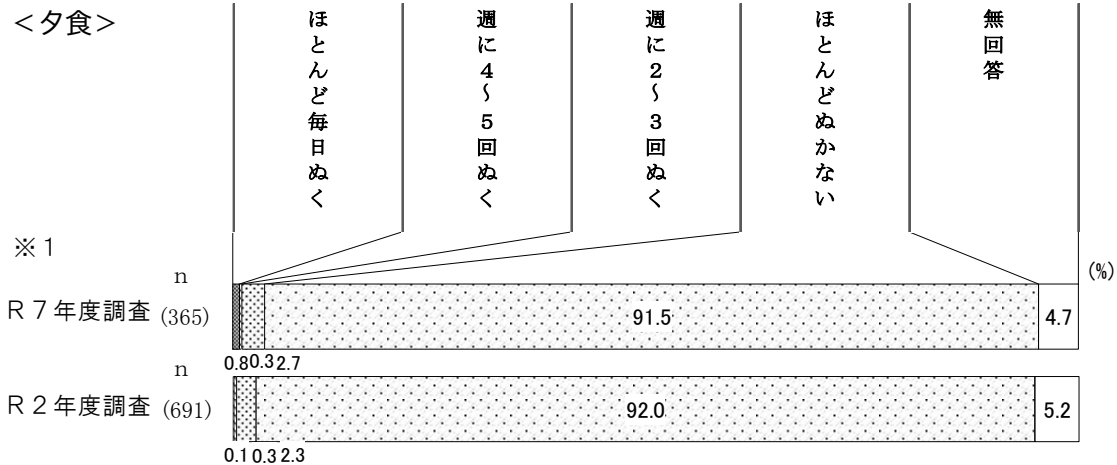 ＜夕食＞
ほとんど毎日ぬく
週に４～５回ぬく
週に２～３回ぬく
ほとんどぬかない
無回答
※１
n
(%)
Ｒ７年度調査 (365)
91.5
4.7
0.8 0.3 2.7
n
Ｒ２年度調査 (691)
92.0
5.2
0.1 0.3 2.3